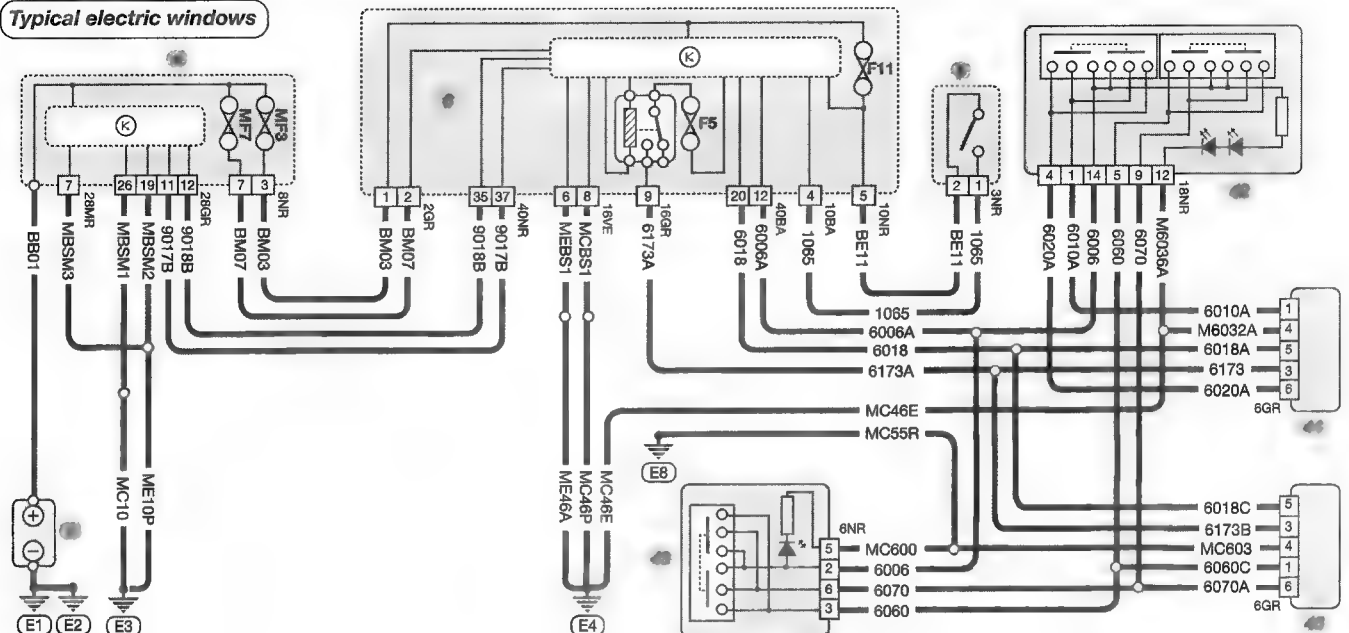 Typical electric windows
K
MF7
MF3
7
26
19
11
12
7
3
28MR
28GR
8NR
BB01
MBSM3
MBSM1
MBSM2
9017B
9018B
BM07
BM03
MC10
ME10P
+
−
E1
E2
E3
K
F5
F11
1
2
35
37
6
8
9
20
12
4
5
2GR
40NR
16VE
16GR
40BA
10BA
10NR
BM03
BM07
9018B
9017B
MEBS1
MCBS1
6173A
6018
6006A
1065
BE11
2
1
3NR
BE11
1065
4
1
14
5
9
12
18NR
6020A
6010A
6006
6060
6070
M6036A
1065
6006A
6018
6173A
MC46E
MC55R
E8
ME46A
MC46P
MC46E
E4
6010A
1
M6032A
4
6018A
5
6173
3
6020A
6
6GR
6NR
5
MC600
2
6006
6
6070
3
6060
6018C
5
6173B
3
MC603
4
6060C
1
6070A
6
6GR